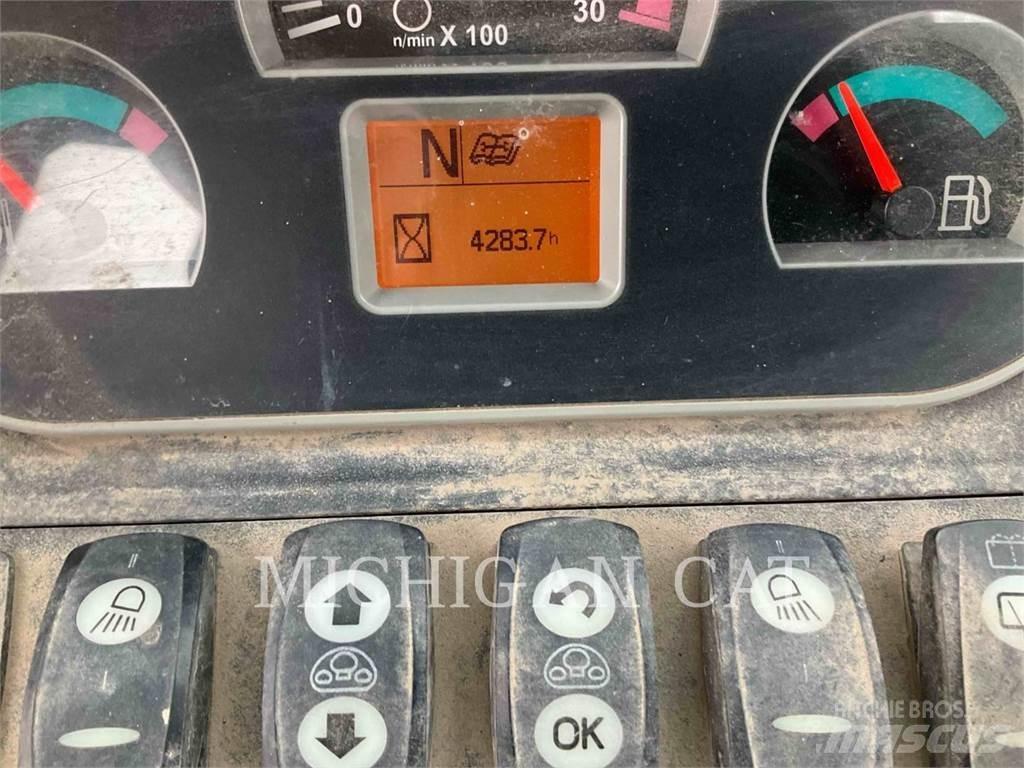 0 30
n/min X 100
N
4283.7h
MICHIGAN CAT
OK
RITCHIE BROS
mascus